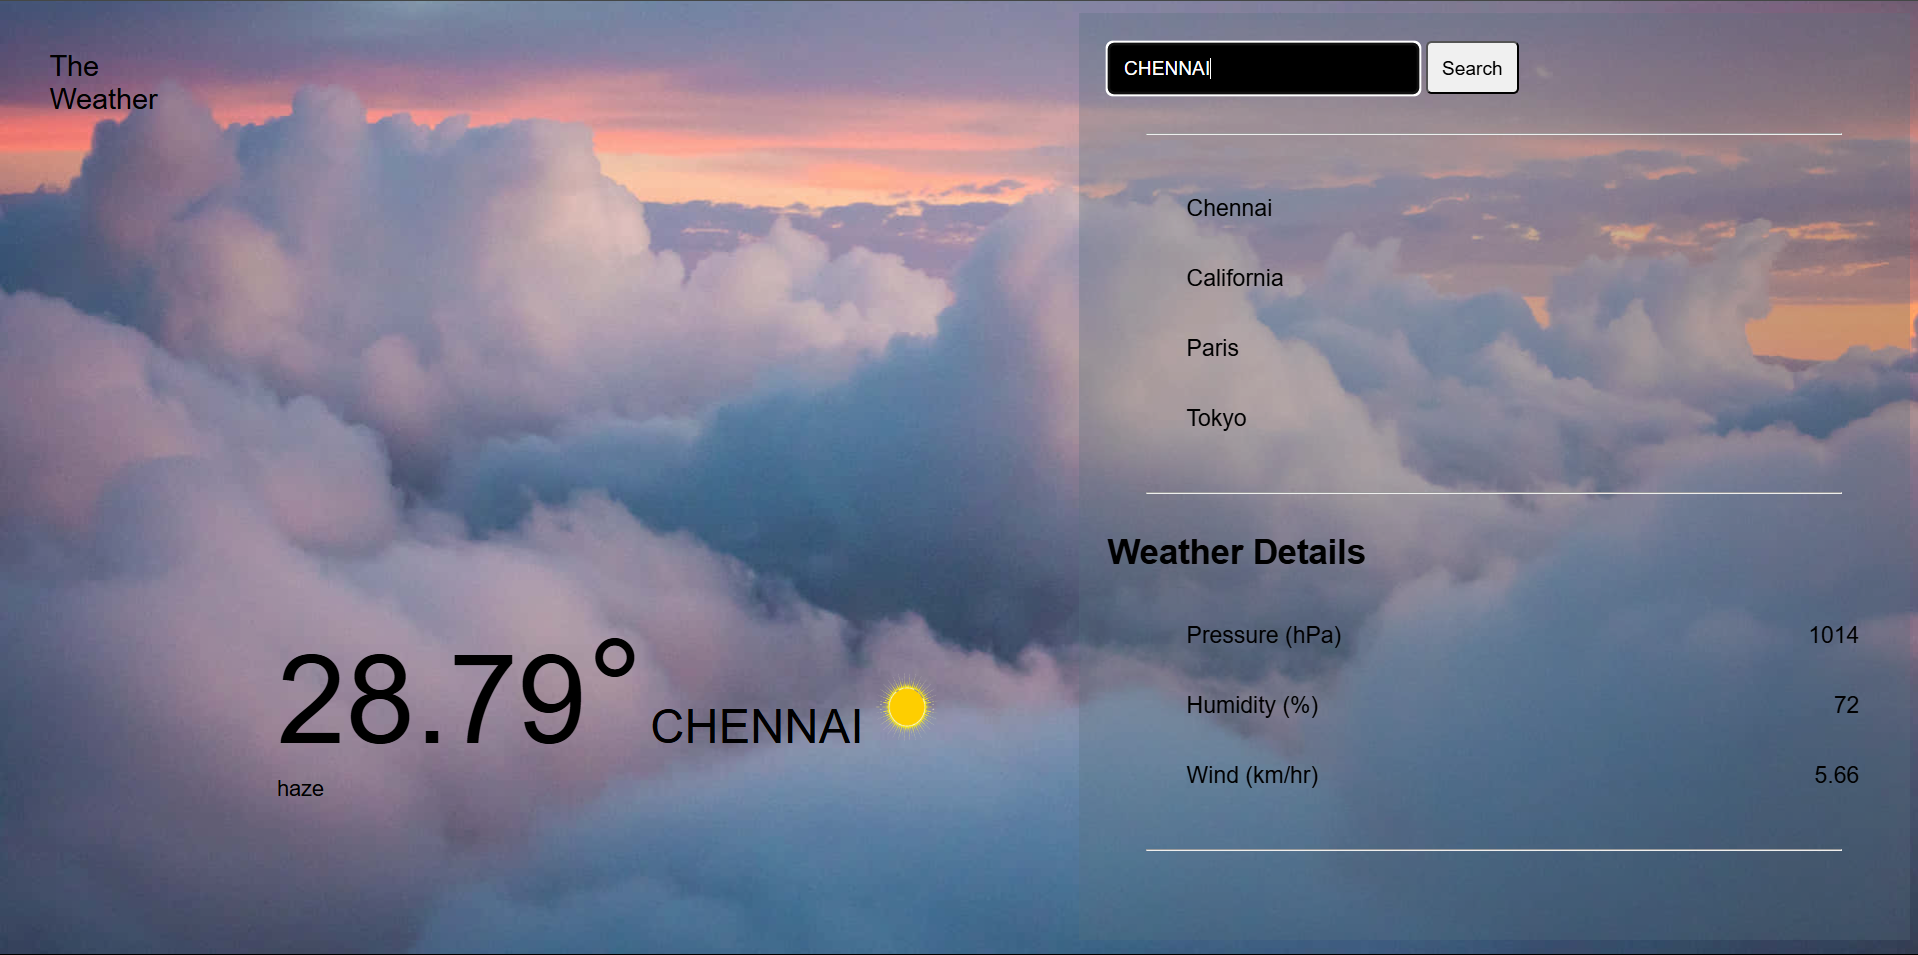 The
Weather
28.79° CHENNAI
haze
CHENNAI
Search
Chennai
California
Paris
Tokyo
Weather Details
Pressure (hPa) 1014
Humidity (%) 72
Wind (km/hr) 5.66